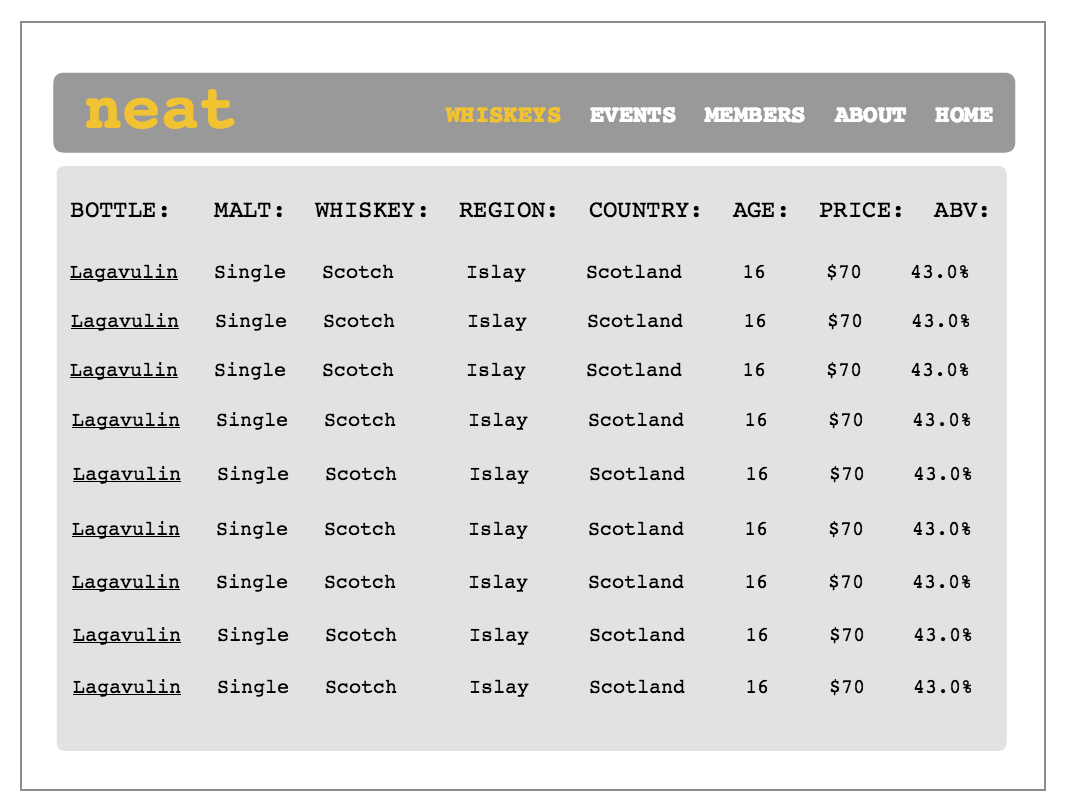 neat WHISKEYS EVENTS MEMBERS ABOUT HOME
BOTTLE: MALT: WHISKEY: REGION: COUNTRY: AGE: PRICE: ABV:
Lagavulin Single Scotch Islay Scotland 16 $70 43.0%
Lagavulin Single Scotch Islay Scotland 16 $70 43.0%
Lagavulin Single Scotch Islay Scotland 16 $70 43.0%
Lagavulin Single Scotch Islay Scotland 16 $70 43.0%
Lagavulin Single Scotch Islay Scotland 16 $70 43.0%
Lagavulin Single Scotch Islay Scotland 16 $70 43.0%
Lagavulin Single Scotch Islay Scotland 16 $70 43.0%
Lagavulin Single Scotch Islay Scotland 16 $70 43.0%
Lagavulin Single Scotch Islay Scotland 16 $70 43.0%